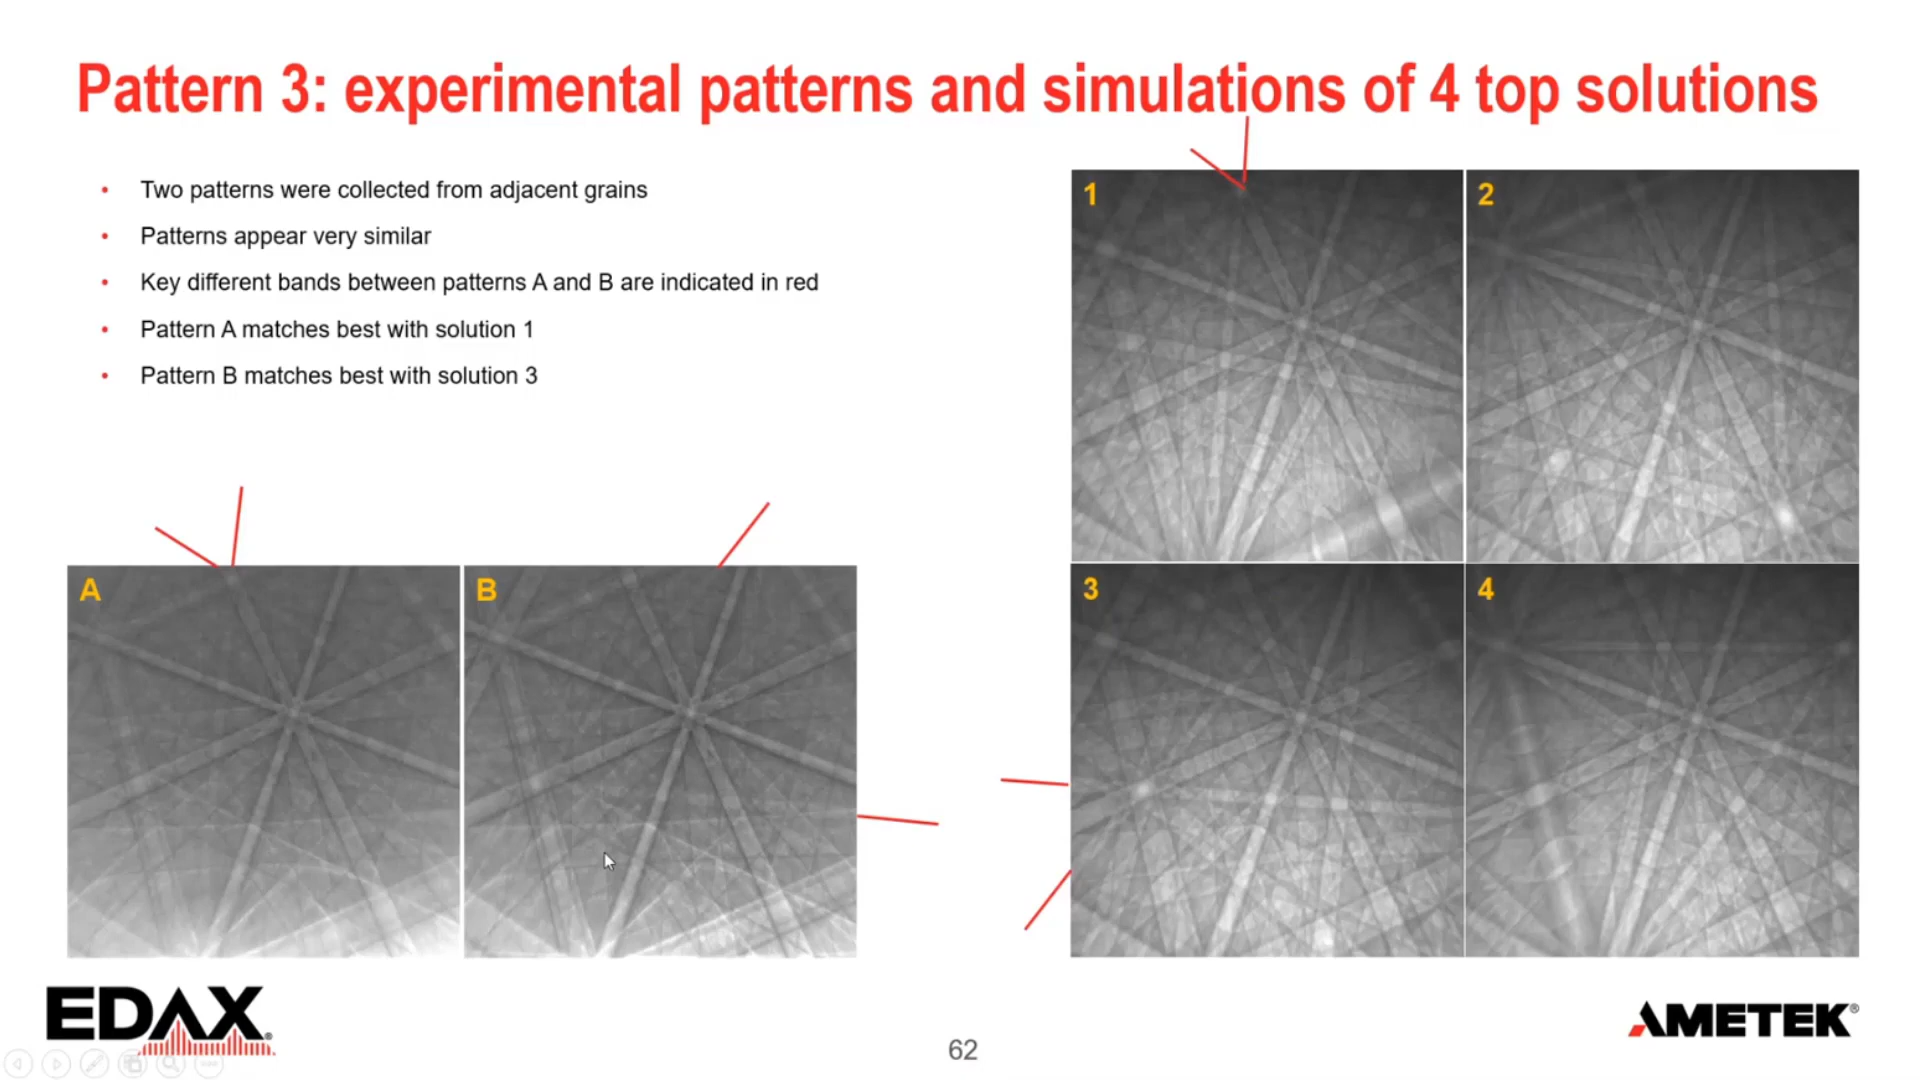 Pattern 3: experimental patterns and simulations of 4 top solutions
• Two patterns were collected from adjacent grains
• Patterns appear very similar
• Key different bands between patterns A and B are indicated in red
• Pattern A matches best with solution 1
• Pattern B matches best with solution 3
1
2
A
B
3
4
EDAX®
62
AMETEK®